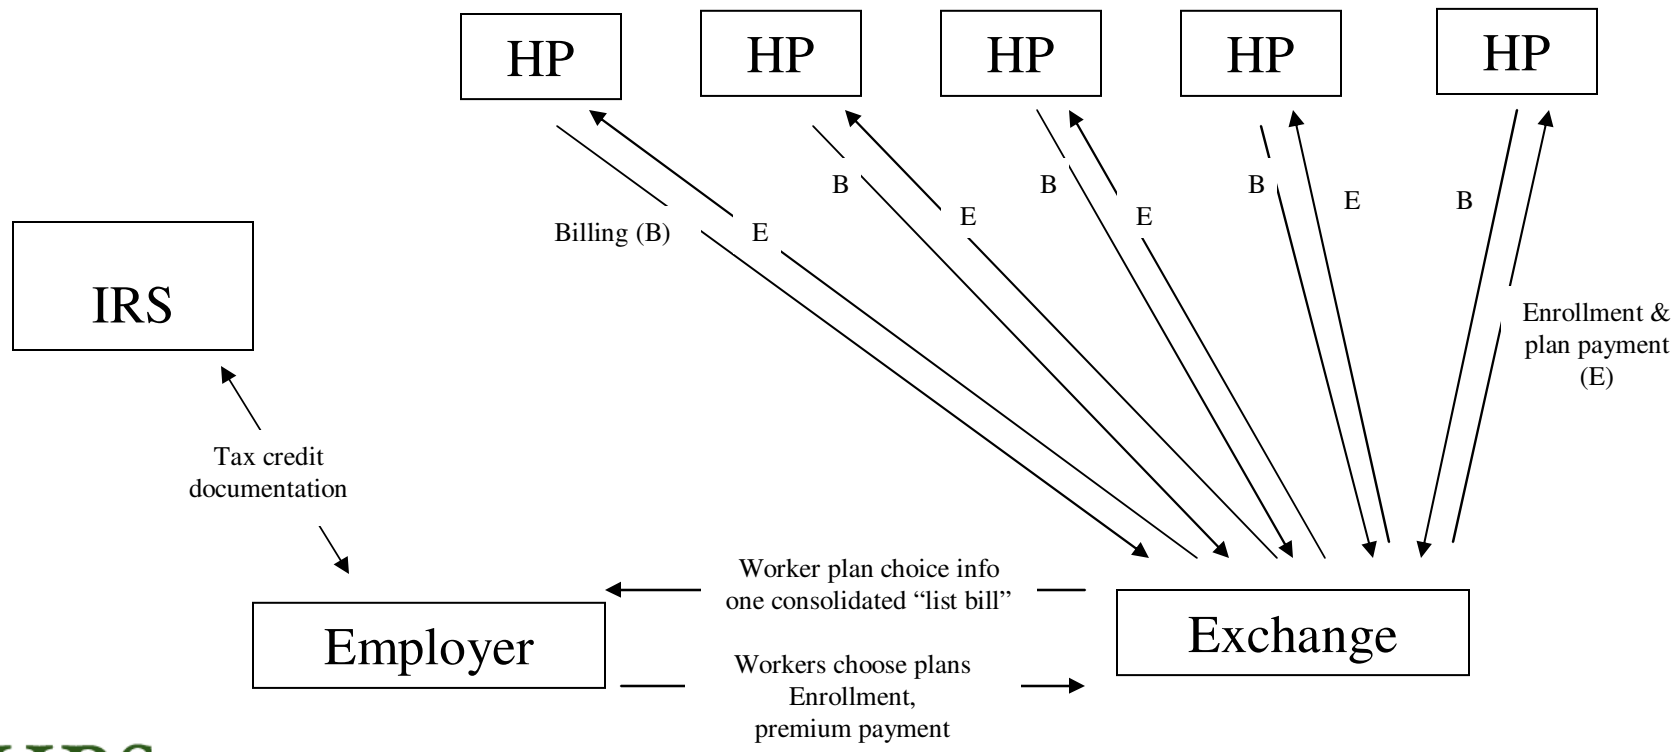 HP
HP
HP
HP
HP
B
B
B
E
B
E
E
Billing (B)
E
IRS
Enrollment &
plan payment
(E)
Tax credit
documentation
Worker plan choice info
one consolidated “list bill”
Employer
Exchange
Workers choose plans
Enrollment,
premium payment